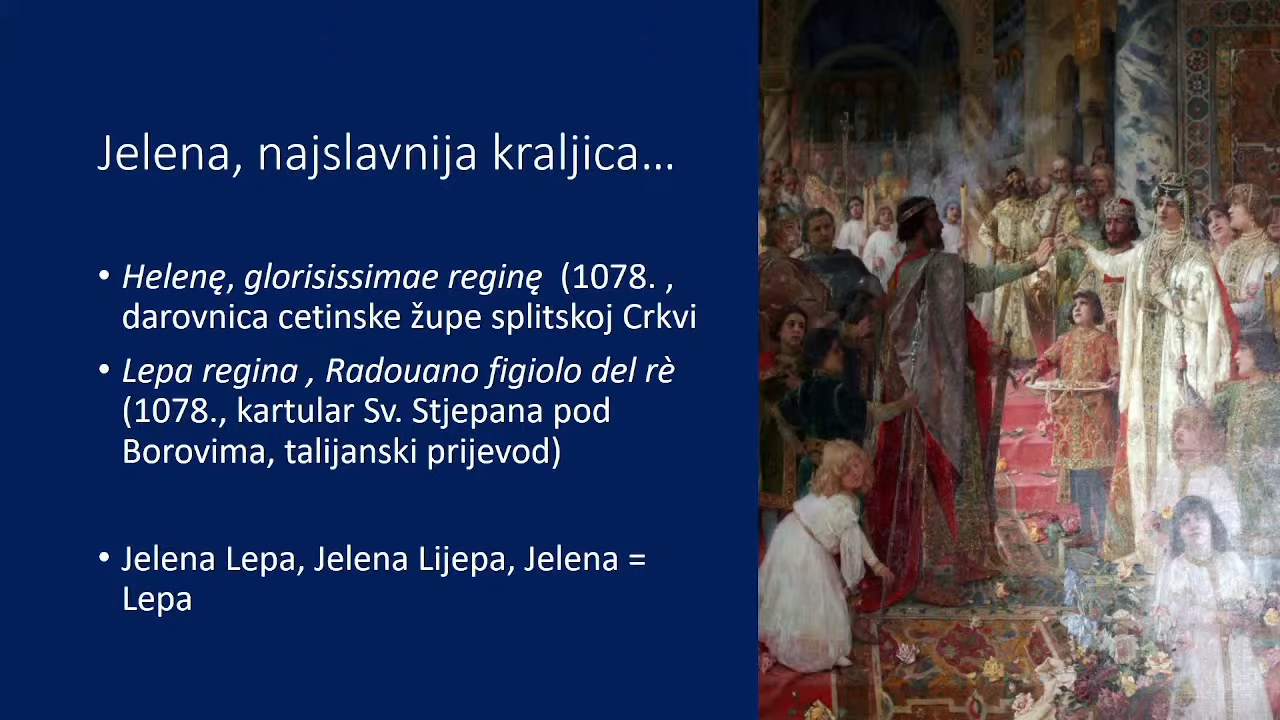 Jelena, najslavnija kraljica...
• Helenę, glorisissimae reginę (1078. ,
darovnica cetinske župe splitskoj Crkvi
• Lepa regina , Radouano figiolo del rè
(1078., kartular Sv. Stjepana pod
Borovima, talijanski prijevod)
• Jelena Lepa, Jelena Lijepa, Jelena =
Lepa